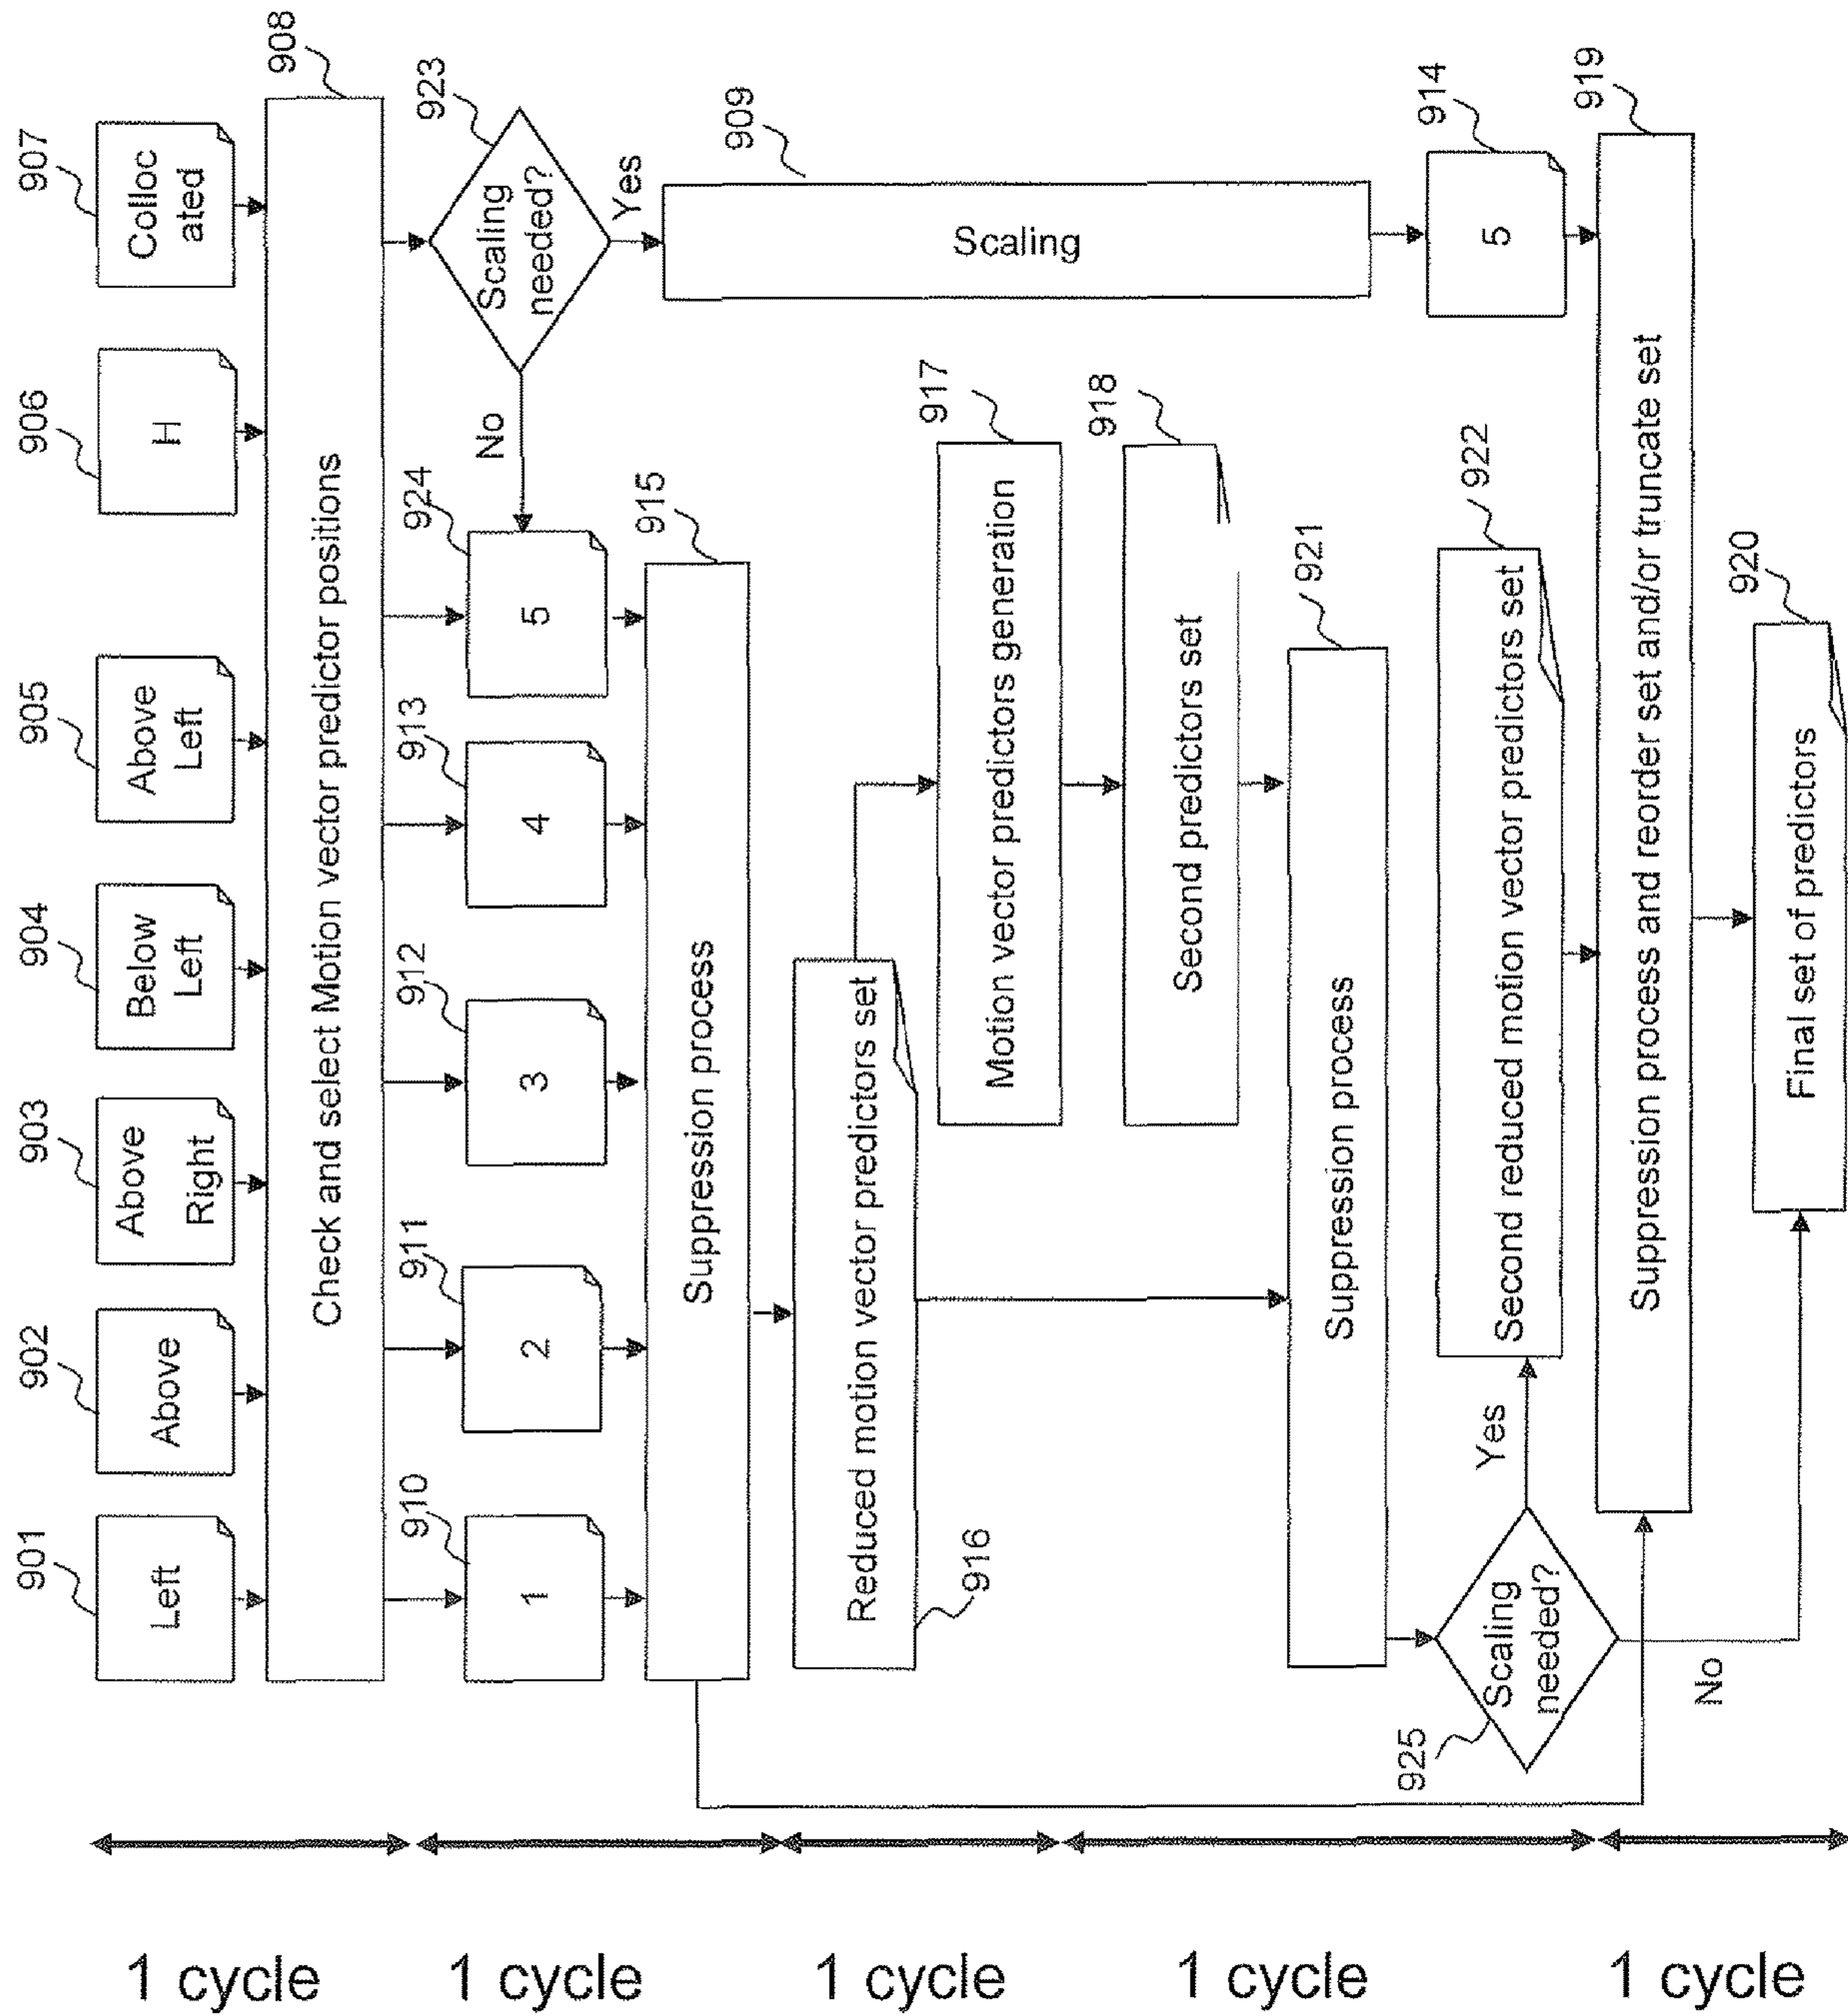 901
902
903
904
905
906
907
Left
Above
Above
Right
Below
Left
Above
Left
H
Colloc
ated
908
Check and select Motion vector predictor positions
910
911
912
913
924
923
1
2
3
4
5
No
Scaling
needed?
Yes
915
Suppression process
909
Scaling
916
Reduced motion vector predictors set
917
Motion vector predictors generation
918
Second predictors set
921
Suppression process
925
Scaling
needed?
Yes
No
922
Second reduced motion vector predictors set
914
5
919
Suppression process and reorder set and/or truncate set
920
Final set of predictors
1 cycle
1 cycle
1 cycle
1 cycle
1 cycle